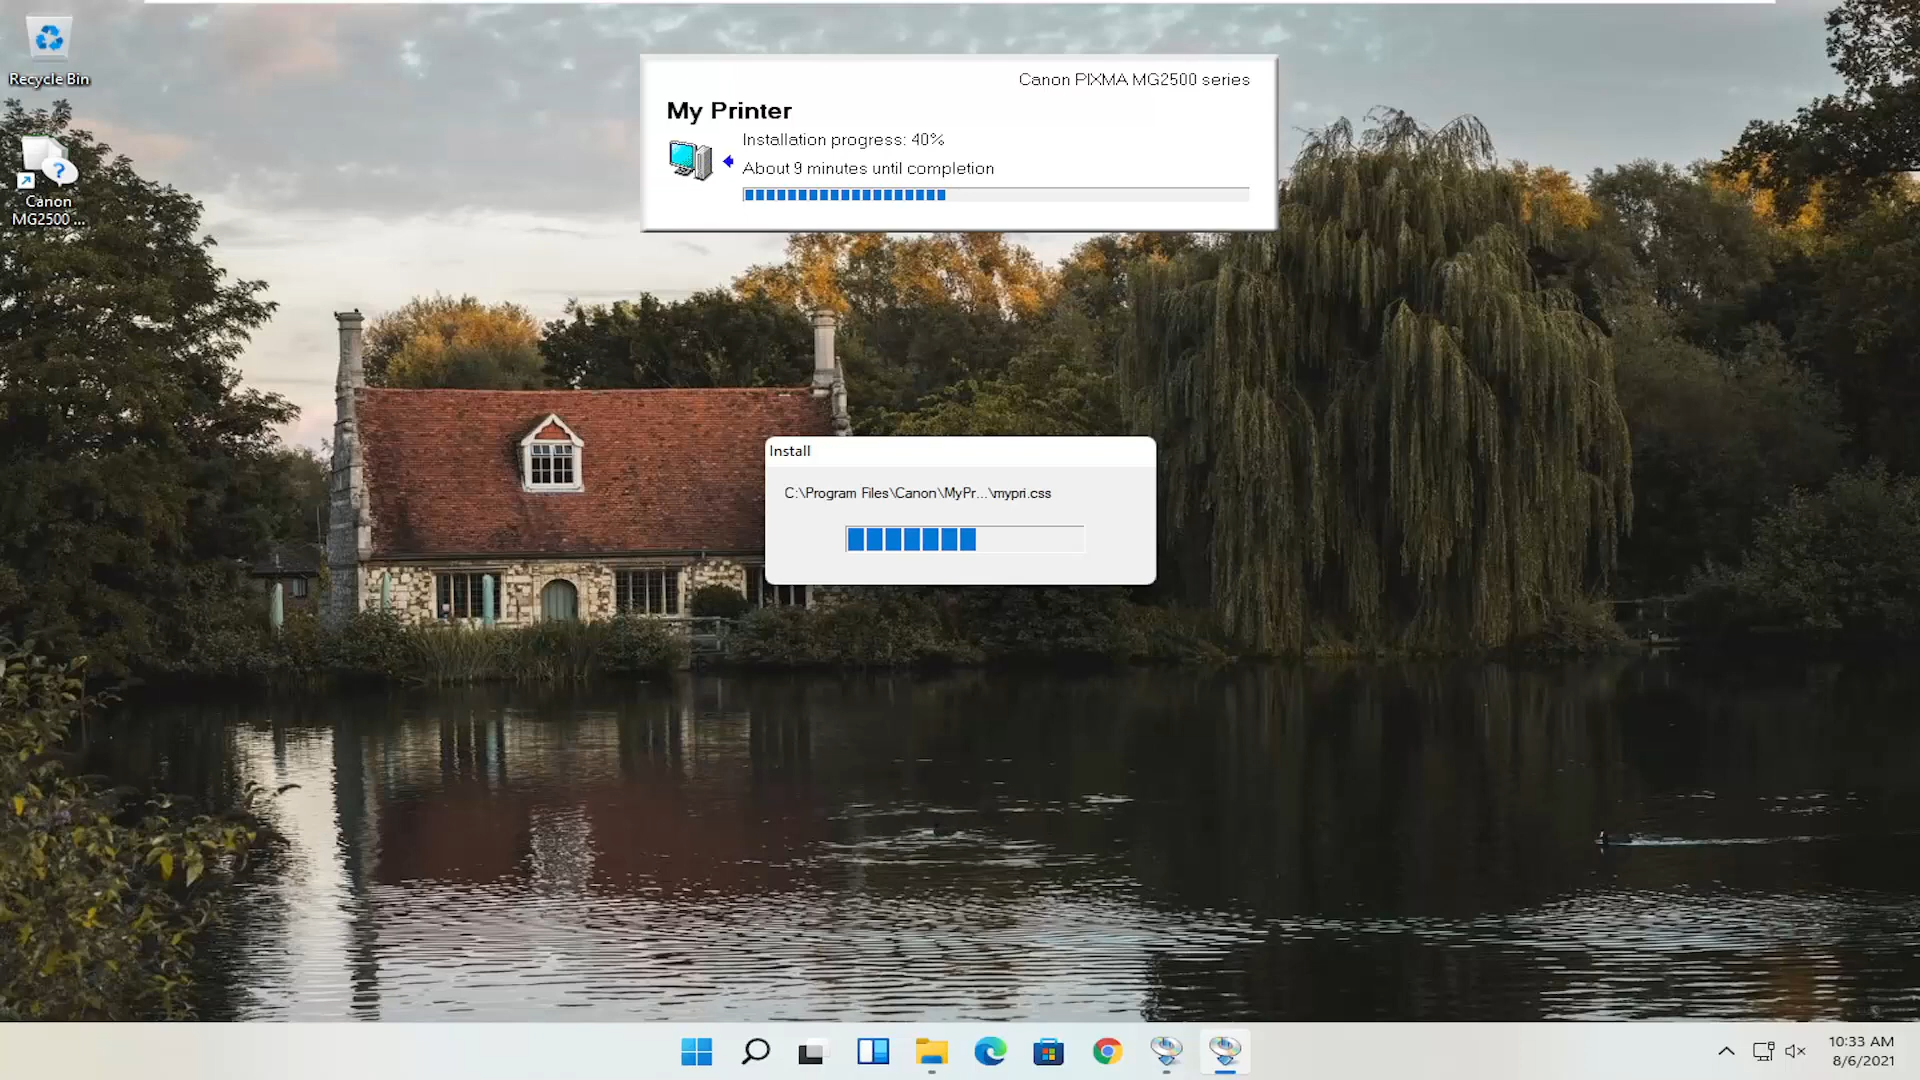 Recycle Bin
Canon
MG2500 ...
Canon PIXMA MG2500 series
My Printer
Installation progress: 40%
About 9 minutes until completion
Install
C:\Program Files\Canon\MyPr...\mypri.css
10:33 AM
8/6/2021